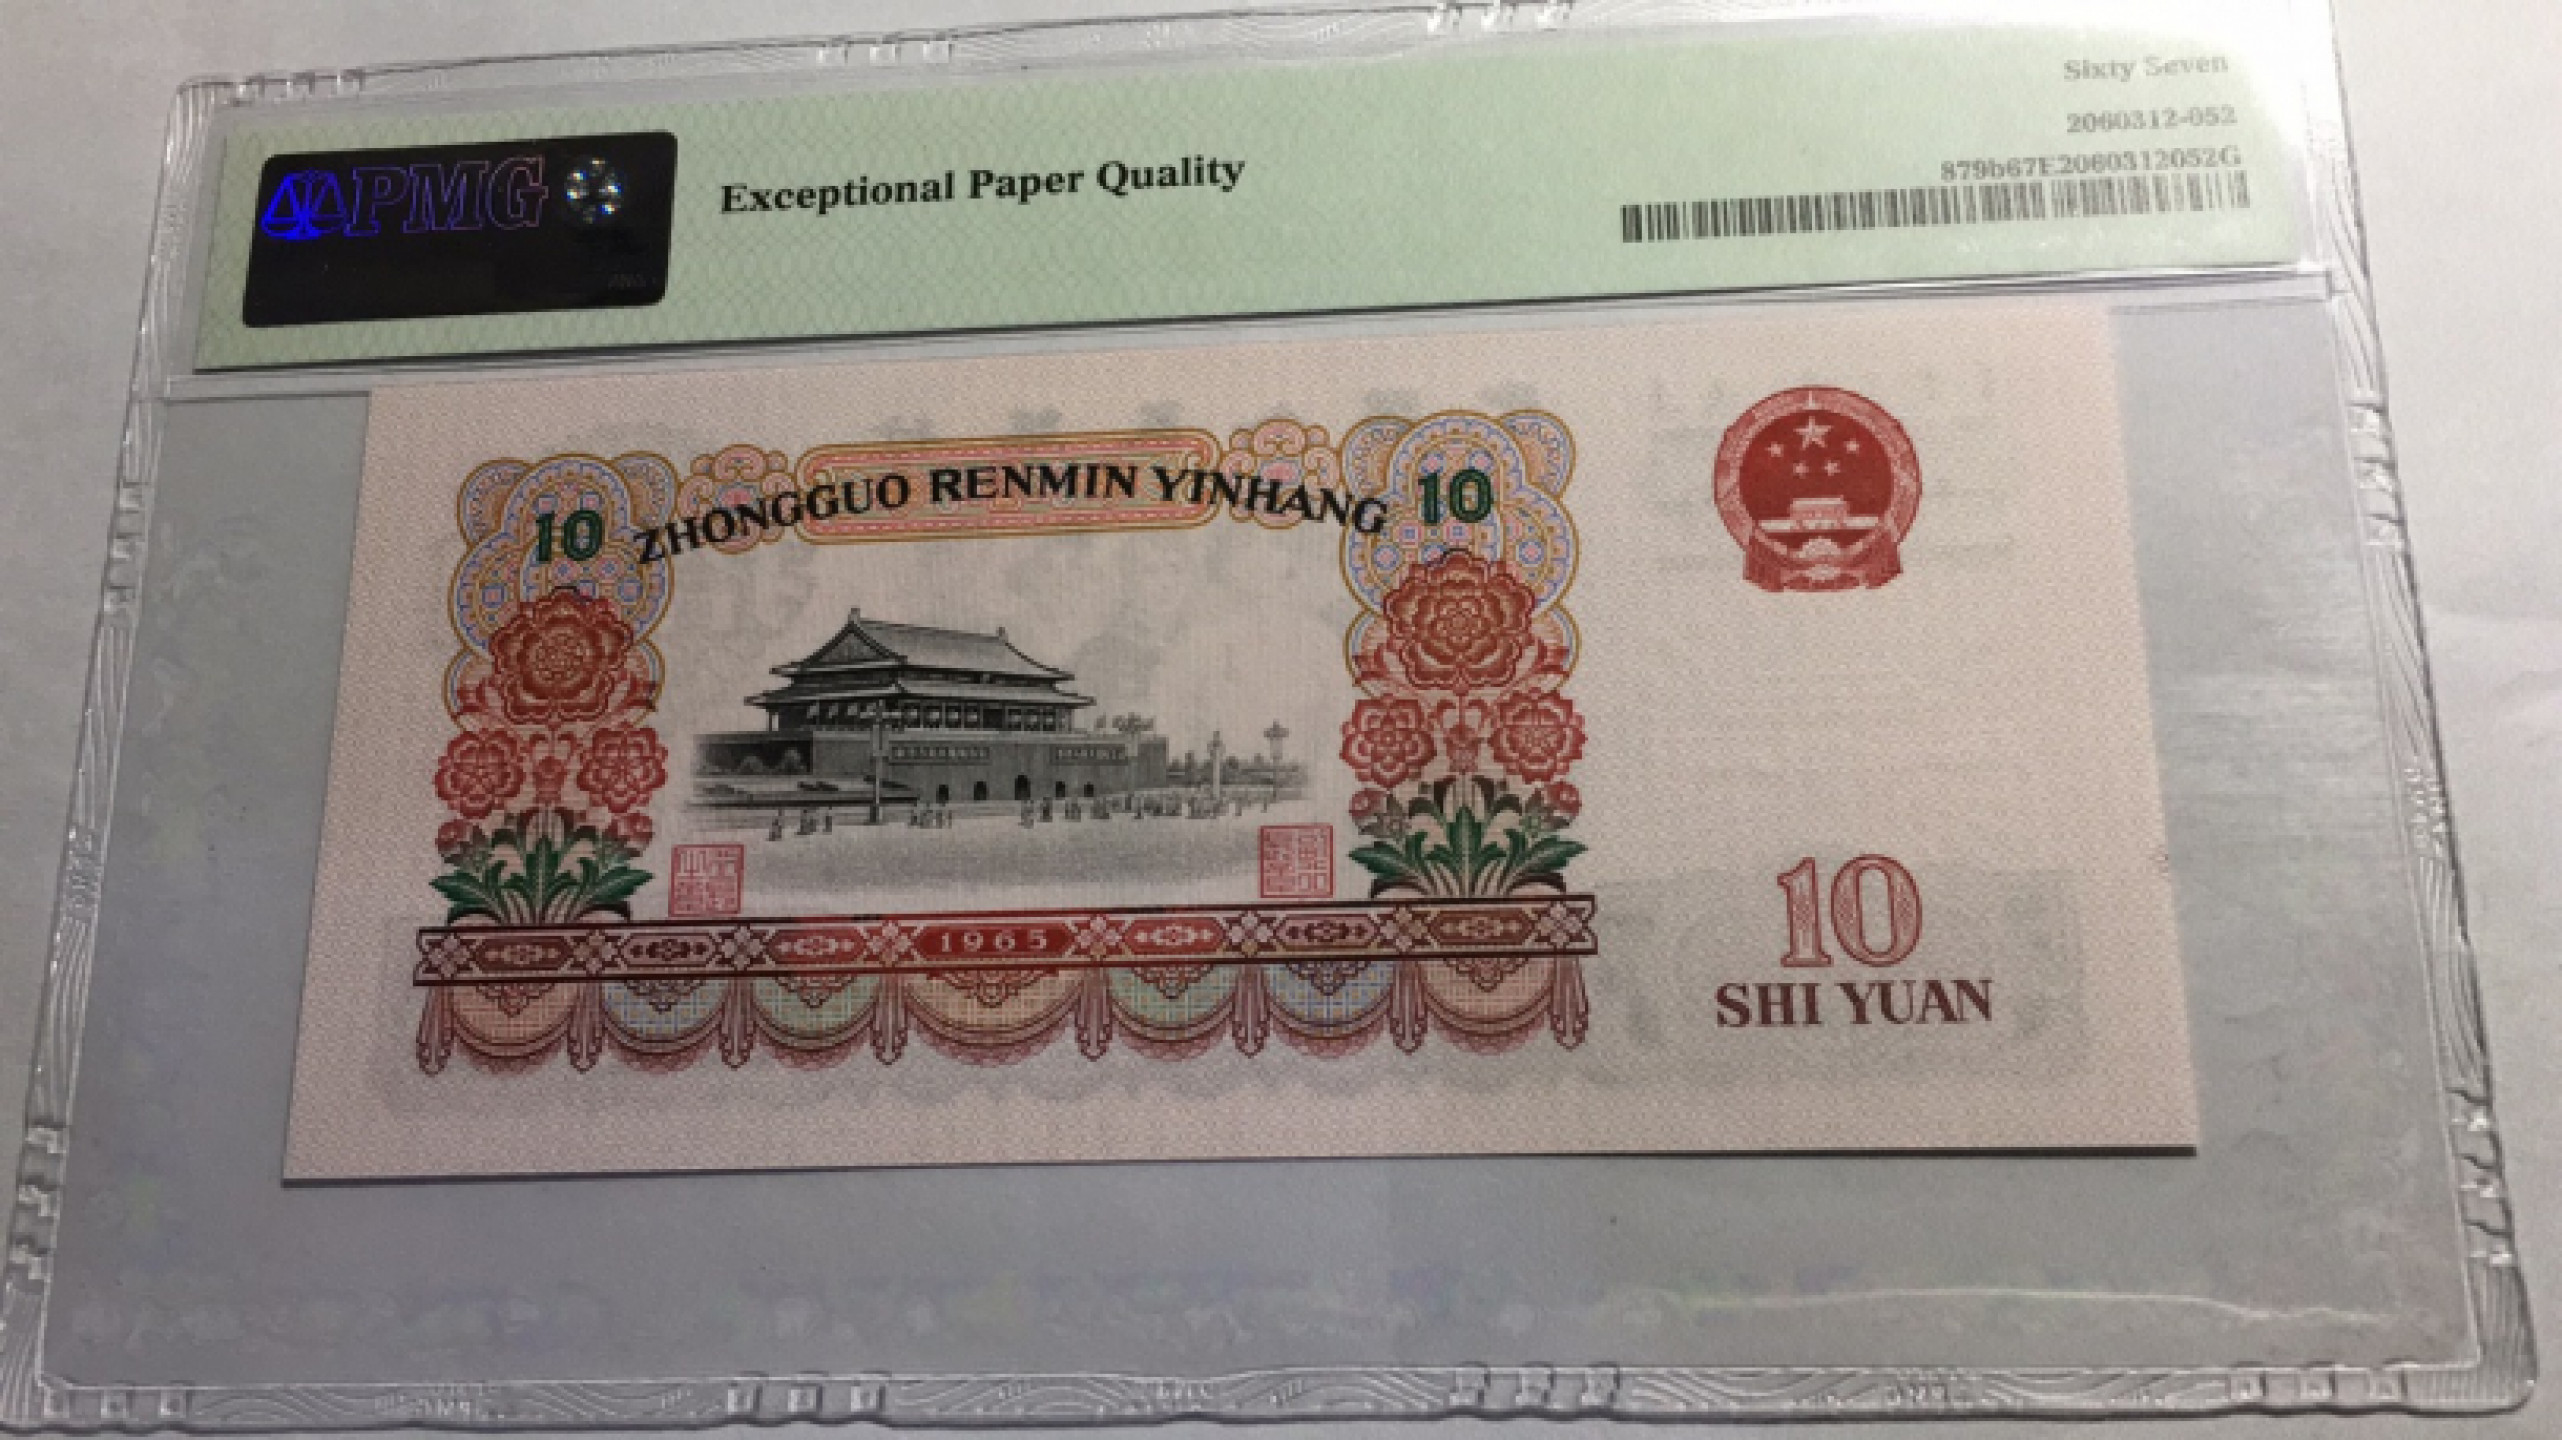 Sixty Seven
2060312-052
879b67E2060312052G
PMG
Exceptional Paper Quality
ZHONGGUO RENMIN YINHANG
10
10
1965
10
SHI YUAN